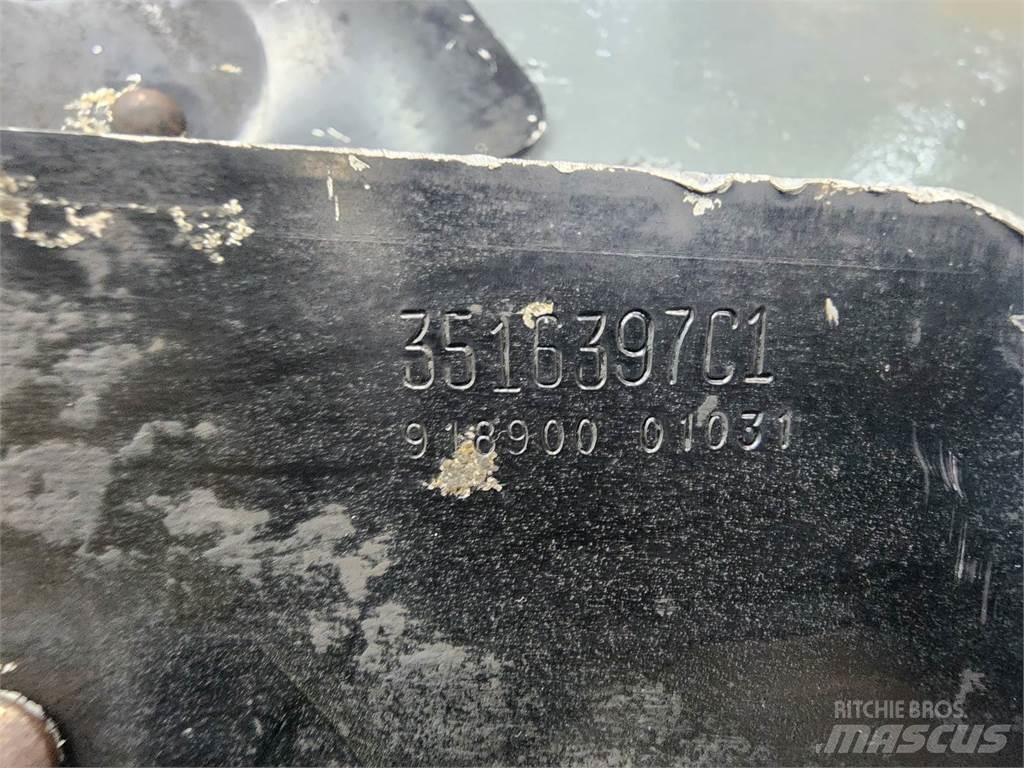 3516397C1
918900 01031
RITCHIE BROS.
MASCUS